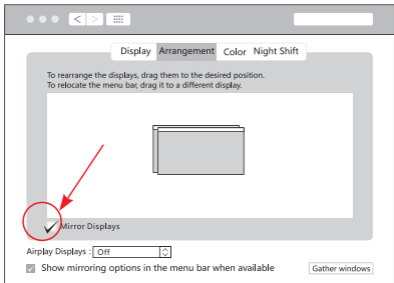 Display Arrangement Color Night Shift
To rearrange the displays, drag them to the desired position.
To relocate the menu bar, drag it to a different display.
Mirror Displays
Airplay Displays : Off
Show mirroring options in the menu bar when available
Gather windows